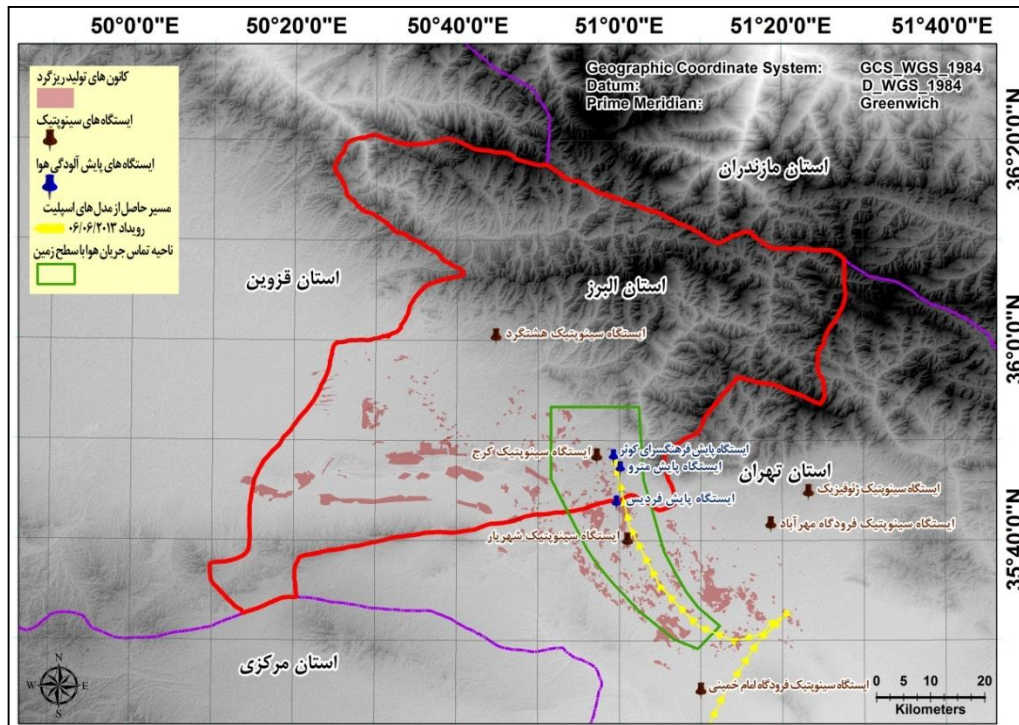 50°0'0"E 50°20'0"E 50°40'0"E 51°0'0"E 51°20'0"E 51°40'0"E
کانون های تولید ریزگرد
ایستگاه های سینوپتیک
ایستگاه های پایش آلودگی هوا
مسیر حاصل از مدل های اسپلیت
رویداد ۰۶/۰۶/۲۰۱۳
ناحیه تماس جریان هوا با سطح زمین
Geographic Coordinate System: GCS_WGS_1984
Datum: D_WGS_1984
Prime Meridian: Greenwich
36°20'0"N
استان مازندران
استان قزوین
استان البرز
36°0'0"N
ایستگاه سینوپتیک هشتگرد
ایستگاه پایش فرهنگسرای کوثر
ایستگاه سینوپتیک کرج
ایستگاه پایش مترو
استان تهران
ایستگاه سینوپتیک ژئوفیزیک
ایستگاه پایش فردیس
ایستگاه سینوپتیک فرودگاه مهرآباد
ایستگاه سینوپتیک شهریار
35°40'0"N
استان مرکزی
ایستگاه سینوپتیک فرودگاه امام خمینی
N
W E
S
0 5 10 20
Kilometers